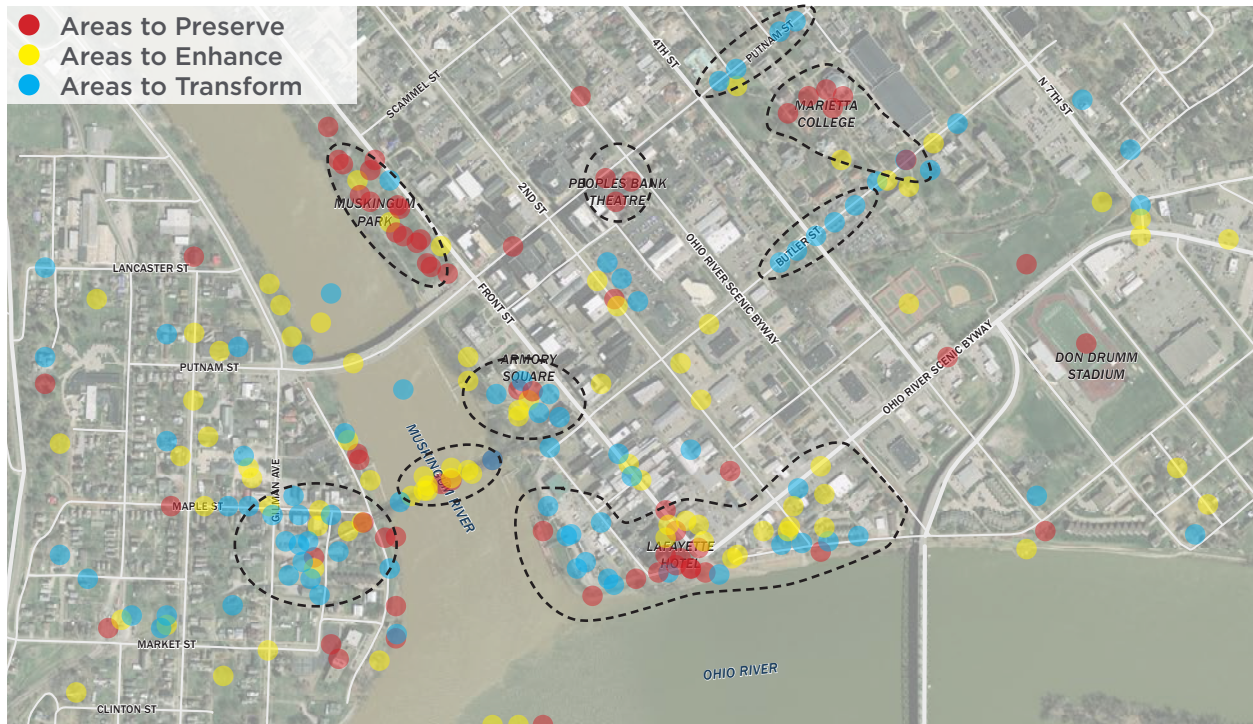 Areas to Preserve
Areas to Enhance
Areas to Transform
SCAMMEL ST
4TH ST
PUTNAM ST
N 7TH ST
MARIETTA
COLLEGE
PEOPLES BANK
THEATRE
2ND ST
MUSKINGUM
PARK
BUTLER ST
OHIO RIVER SCENIC BYWAY
LANCASTER ST
FRONT ST
PUTNAM ST
ARMORY
SQUARE
OHIO RIVER SCENIC BYWAY
DON DRUMM
STADIUM
MUSKINGUM RIVER
GILMAN AVE
MAPLE ST
LAFAYETTE
HOTEL
MARKET ST
OHIO RIVER
CLINTON ST